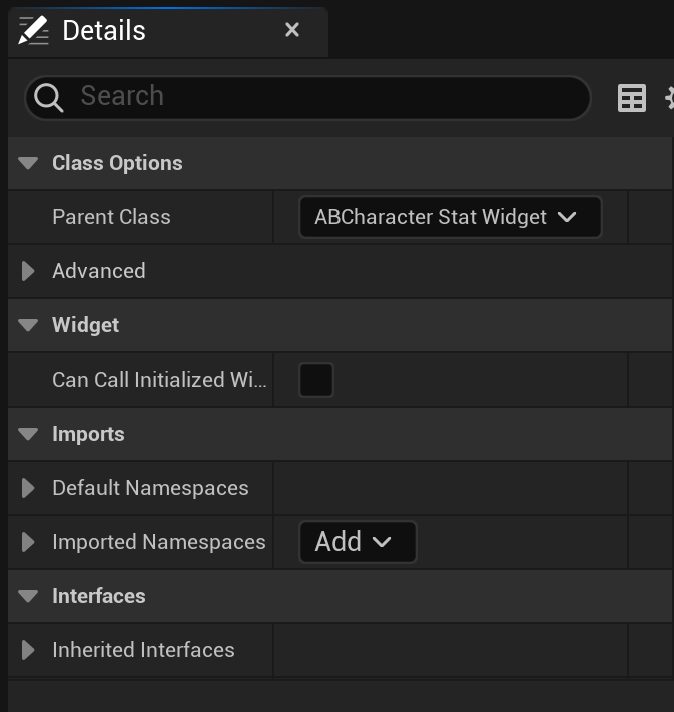 Details
Search
Class Options
Parent Class ABCharacter Stat Widget
Advanced
Widget
Can Call Initialized Wi...
Imports
Default Namespaces
Imported Namespaces Add
Interfaces
Inherited Interfaces